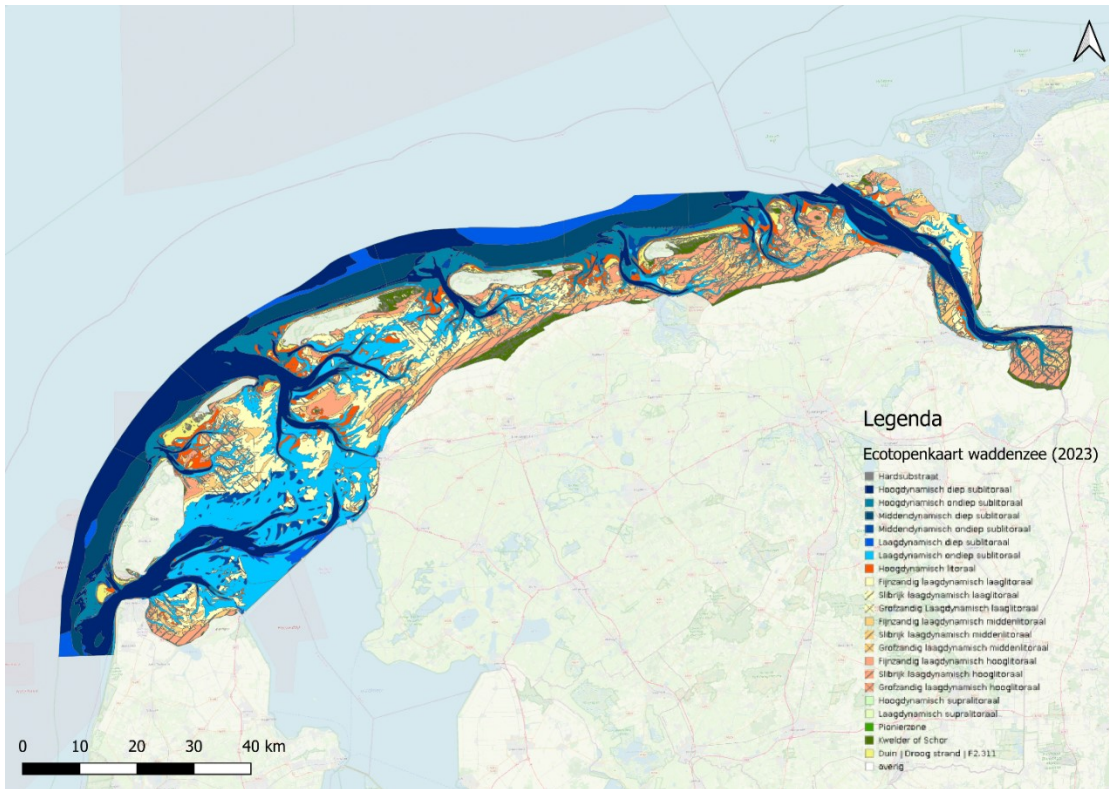 Legenda
Ecotopenkaart waddenzee (2023)
Hardsubstraat
Hoogdynamisch diep sublitoraal
Hoogdynamisch ondiep sublitoraal
Middendynamisch diep sublitoraal
Middendynamisch ondiep sublitoraal
Laagdynamisch diep sublitoraal
Laagdynamisch ondiep sublitoraal
Hoogdynamisch litoraal
Fijnzandig laagdynamisch laaglitoraal
Slibrijk laagdynamisch laaglitoraal
Grofzandig Laagdynamisch laaglitoraal
Fijnzandig laagdynamisch middenlitoraal
Slibrijk laagdynamisch middenlitoraal
Grofzandig laagdynamisch middenlitoraal
Fijnzandig laagdynamisch hooglitoraal
Slibrijk laagdynamisch hooglitoraal
Grofzandig laagdynamisch hooglitoraal
Hoogdynamisch supralitoraal
Laagdynamisch supralitoraal
Pionierzone
Kwelder of Schor
Duin | Droog strand | F2.311
overig
0 10 20 30 40 km